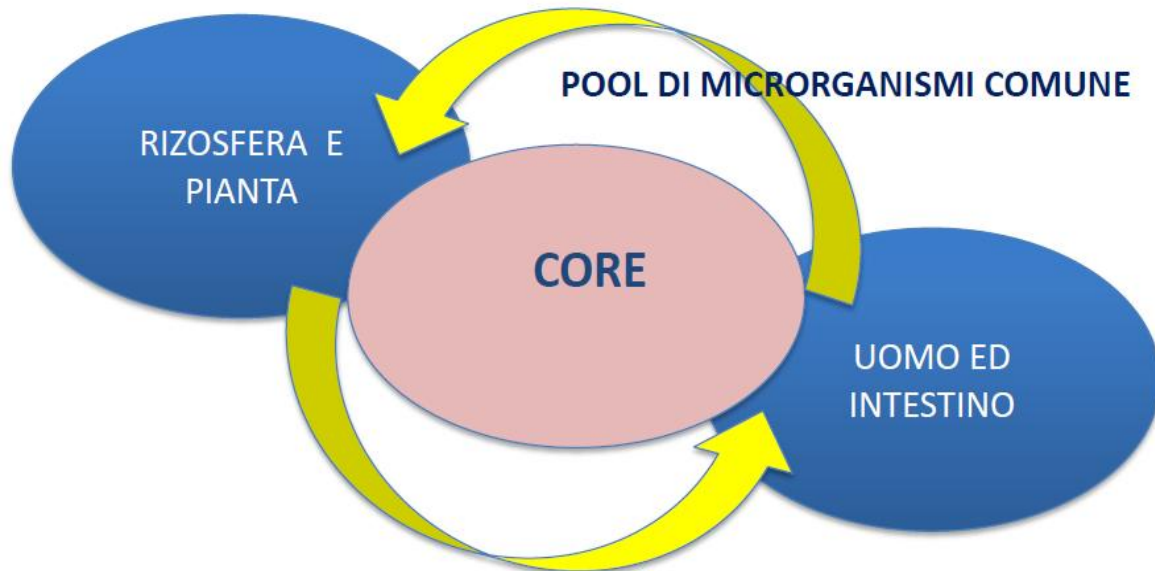 POOL DI MICRORGANISMI COMUNE
RIZOSFERA E
PIANTA
CORE
UOMO ED
INTESTINO